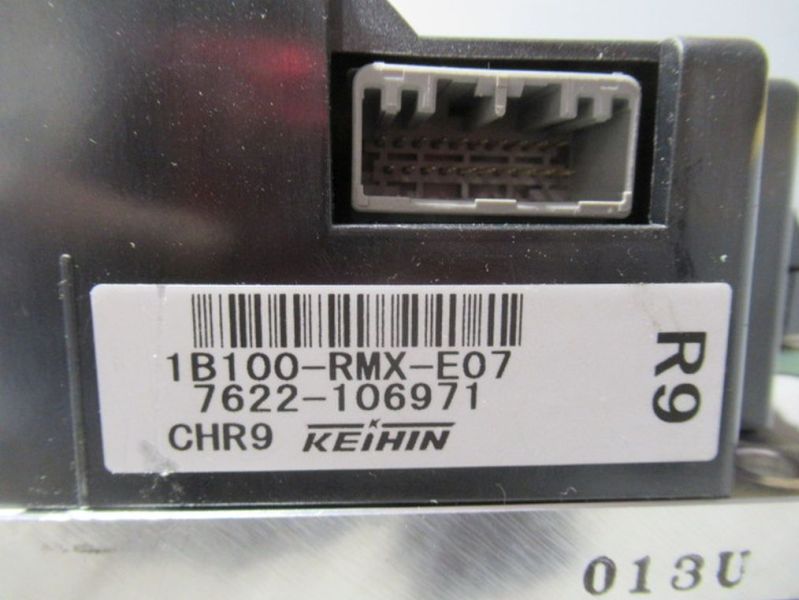 1B100-RMX-E07
7622-106971
CHR9 KEIHIN
R9
013U